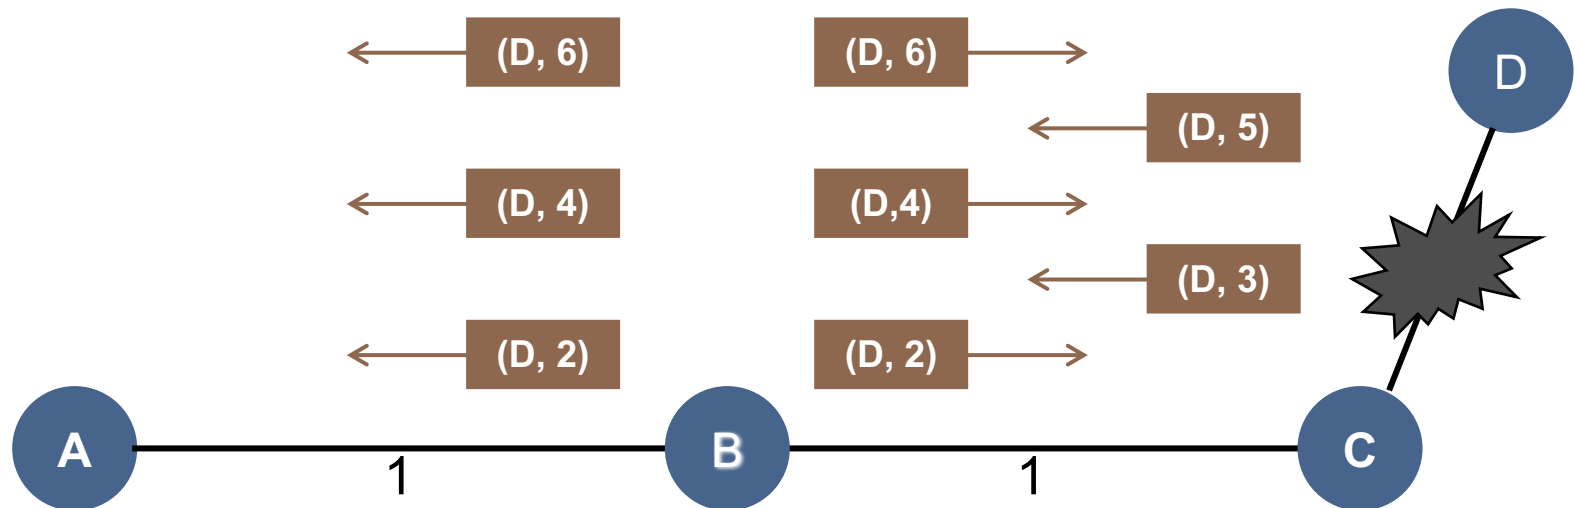 (D, 6)
(D, 6)
D
(D, 5)
(D, 4)
(D,4)
(D, 3)
(D, 2)
(D, 2)
A
B
C
1
1